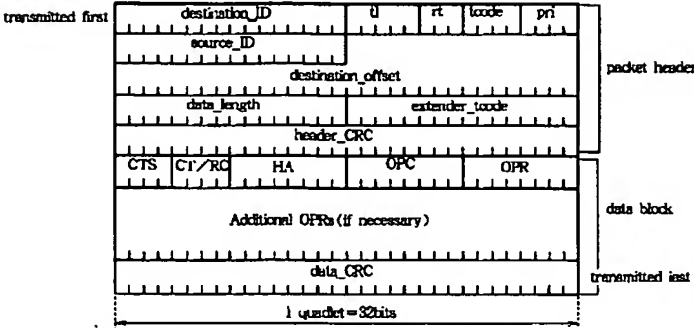 transmitted first
destination_ID tl rt tcode pri
source_ID
destination_offset
packet header
data_length extender_tcode
header_CRC
CTS CT/RC HA OPC OPR
Additional OPRs(if necessary)
data block
data_CRC
transmitted last
1 quadlet=32bits